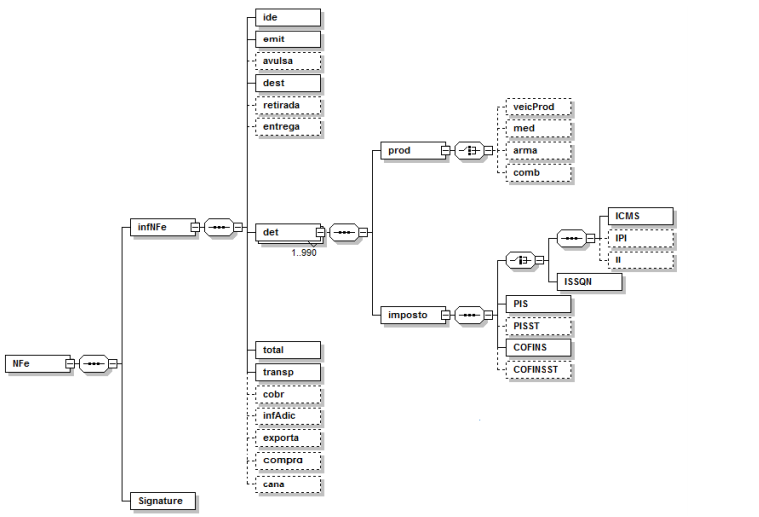 ide
emit
avulsa
dest
retirada
entrega
veicProd
med
arma
comb
prod
ICMS
IPI
II
ISSQN
infNFe
det
1..990
imposto
PIS
PISST
COFINS
COFINSST
total
transp
cobr
infAdic
exporta
compra
cana
NFe
Signature